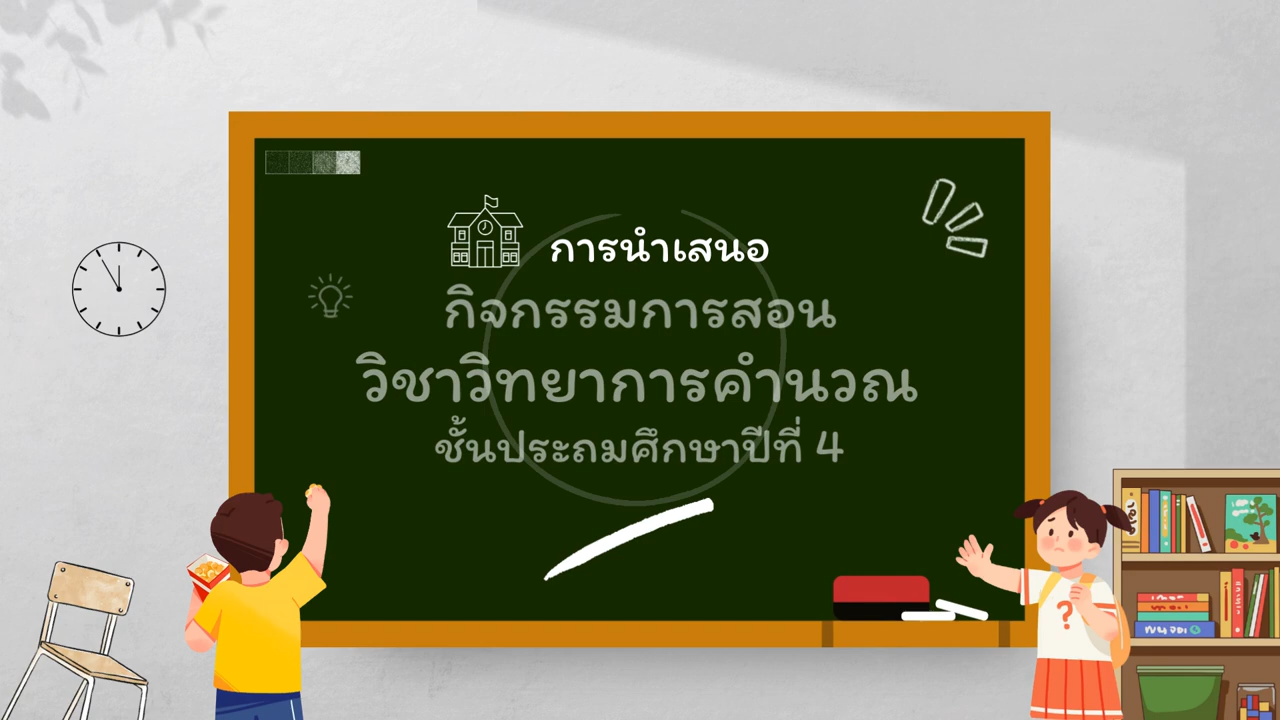 การนำเสนอ
กิจกรรมการสอน
วิชาวิทยาการคำนวณ
ชั้นประถมศึกษาปีที่ 4
?